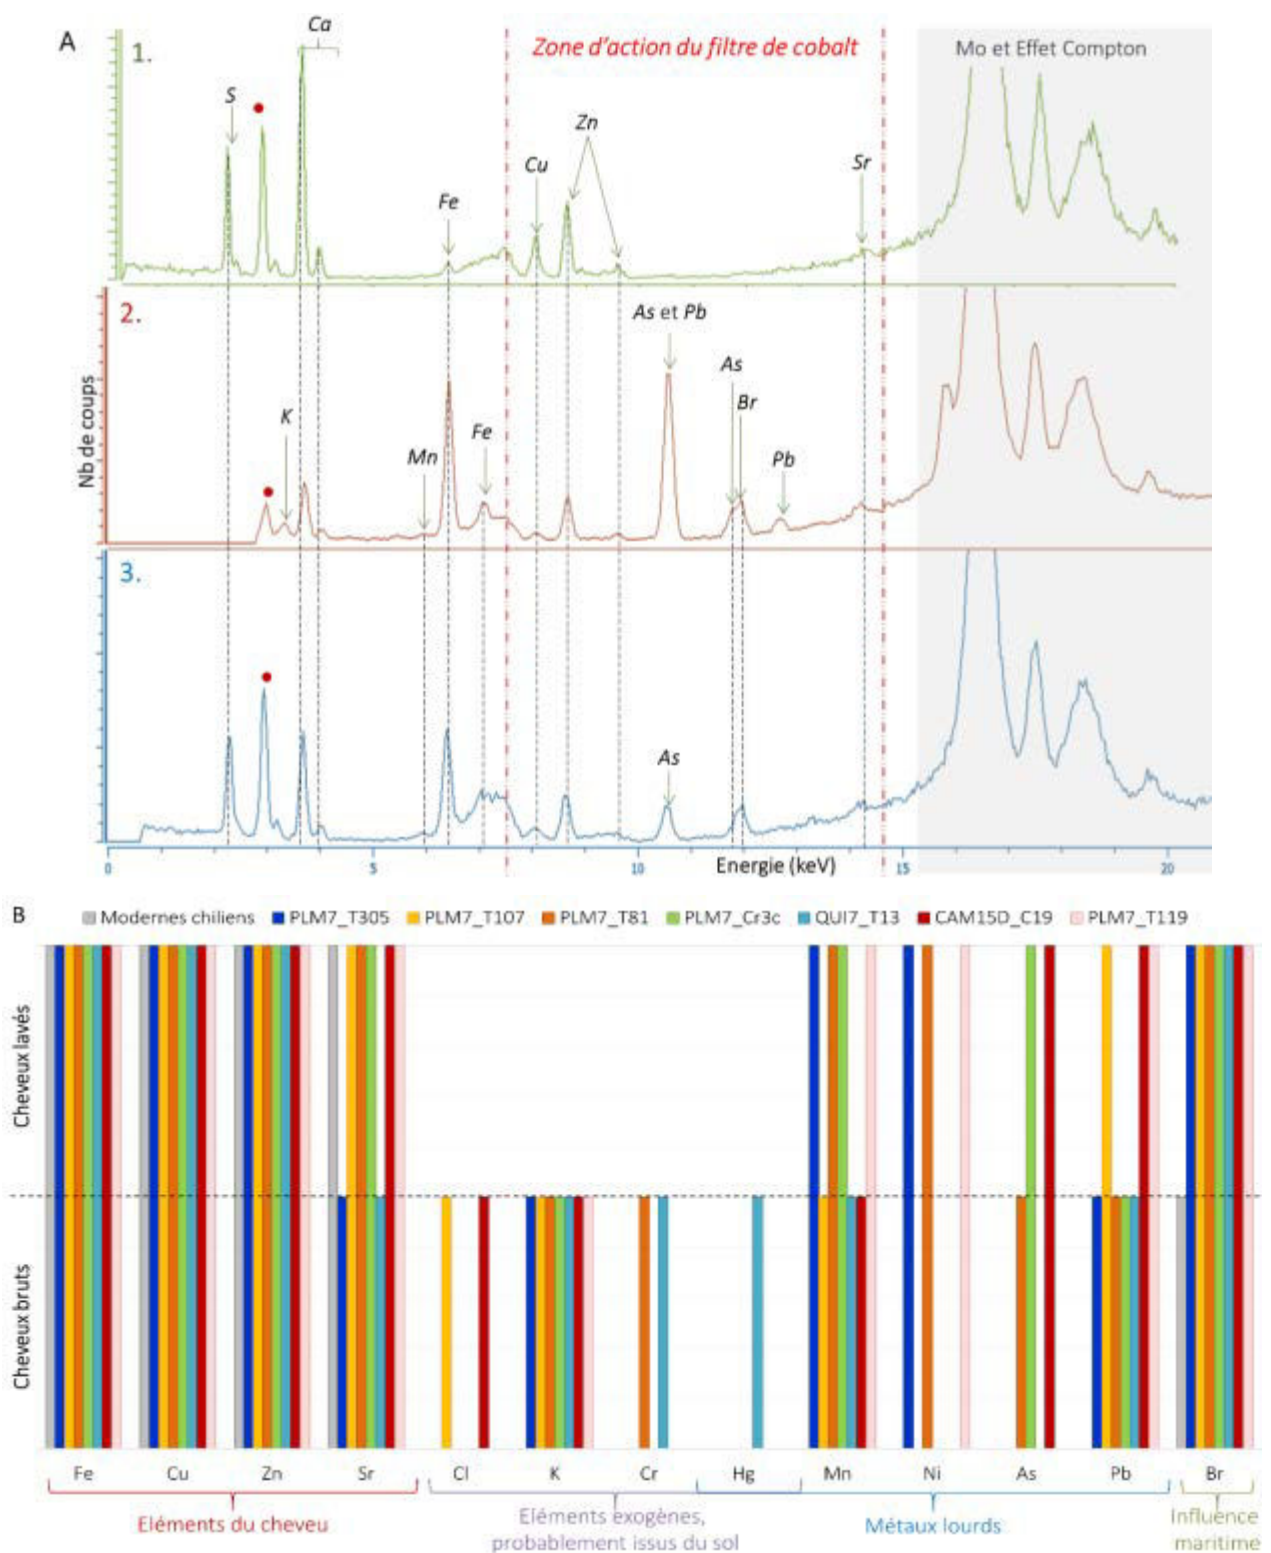 A
1.
Ca
Zone d'action du filtre de cobalt
Mo et Effet Compton
S
Zn
Cu
Sr
Fe
2.
As et Pb
As
Br
K
Fe
Mn
Pb
Nb de coups
3.
As
0
5
10
Energie (keV)
15
20
B
Modernes chiliens PLM7_T305 PLM7_T107 PLM7_T81 PLM7_Cr3c QUI7_T13 CAM15D_C19 PLM7_T119
Cheveux lavés
Cheveux bruts
Fe Cu Zn Sr Cl K Cr Hg Mn Ni As Pb Br
Eléments du cheveu
Eléments exogènes,
probablement issus du sol
Métaux lourds
Influence
maritime